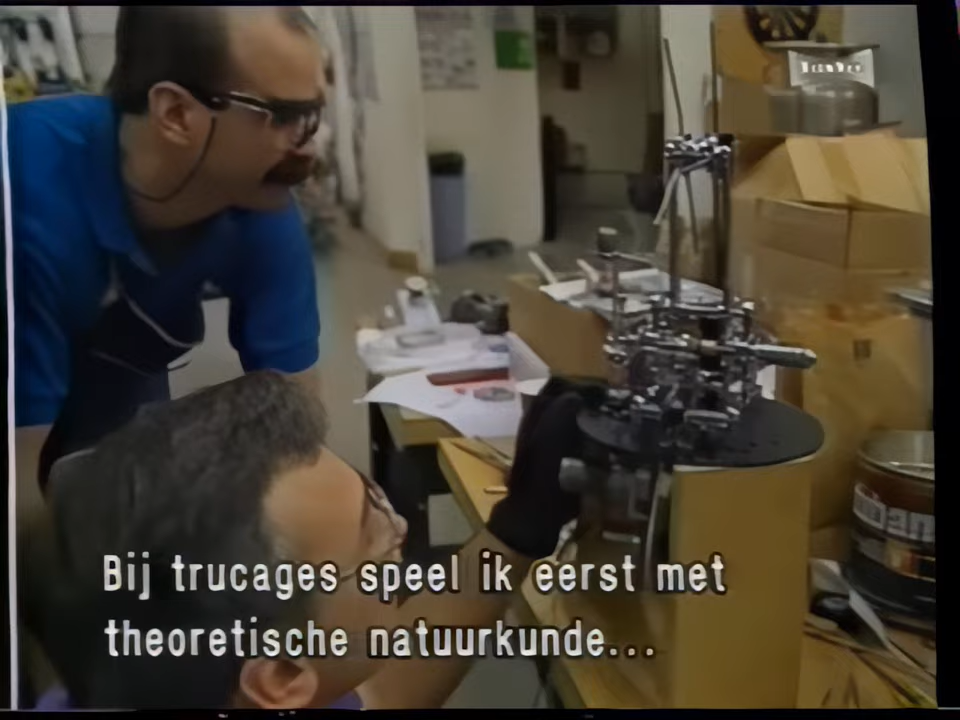 Bij trucages speel ik eerst met
theoretische natuurkunde...